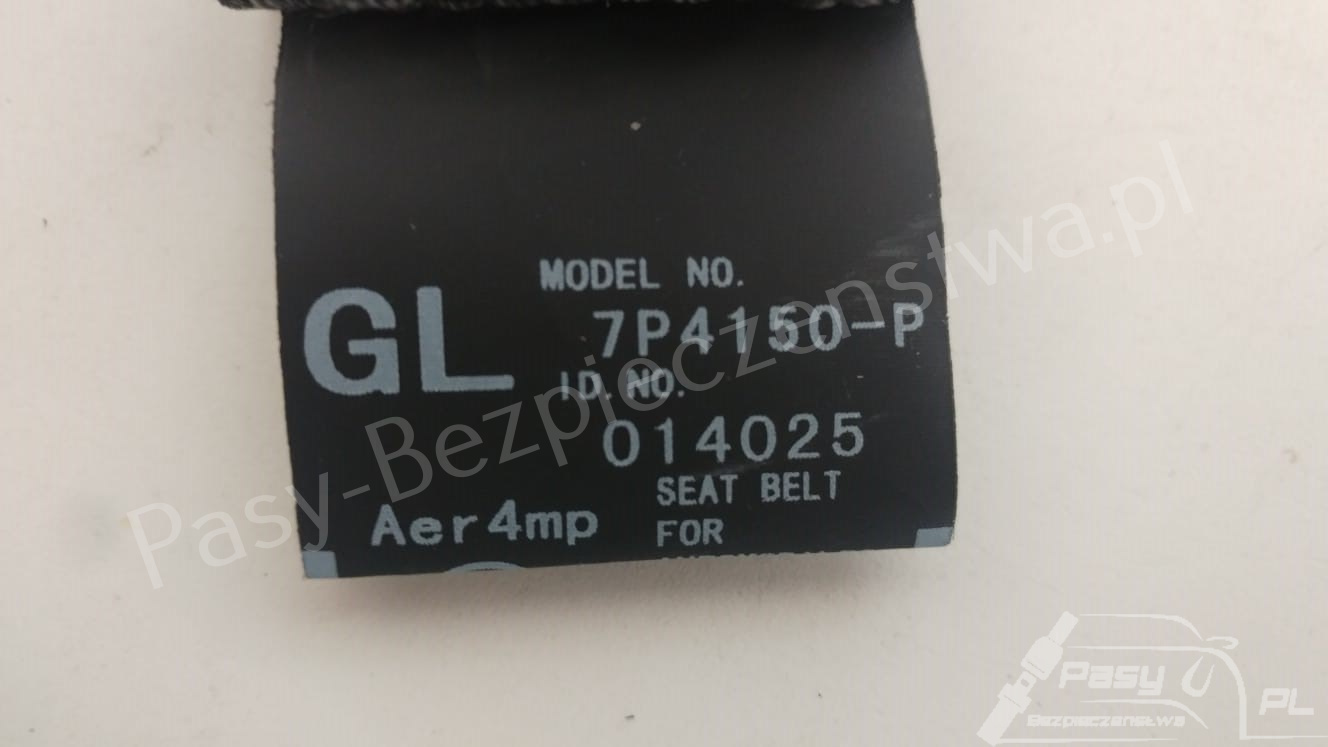 MODEL NO.
GL
7P4150-P
ID. NO.
014025
SEAT BELT
Aer4mp
FOR
Pasy-Bezpieczenstwa.pl
Pasy
PL
Bezpieczenstwa